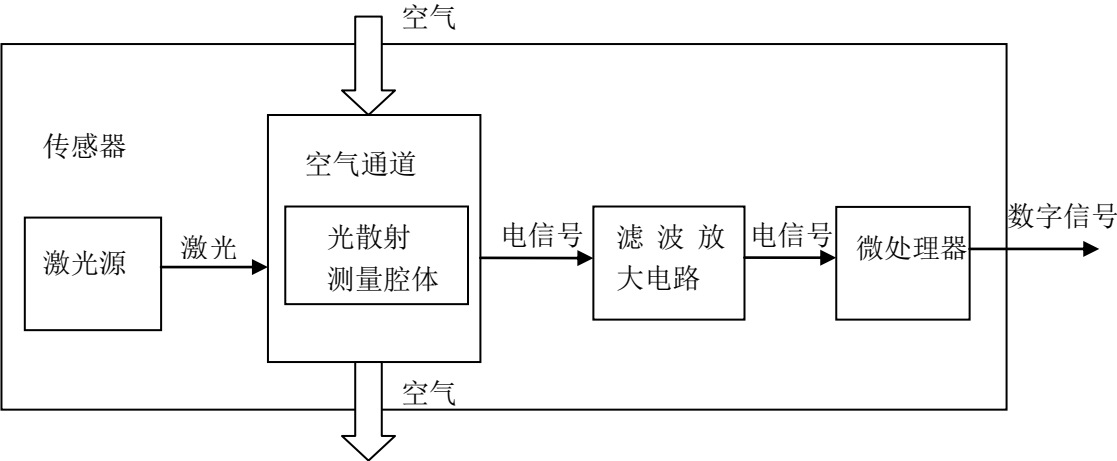 空气
传感器
空气通道
激光源
激光
光散射
测量腔体
电信号
滤 波 放
大电路
电信号
微处理器
数字信号
空气